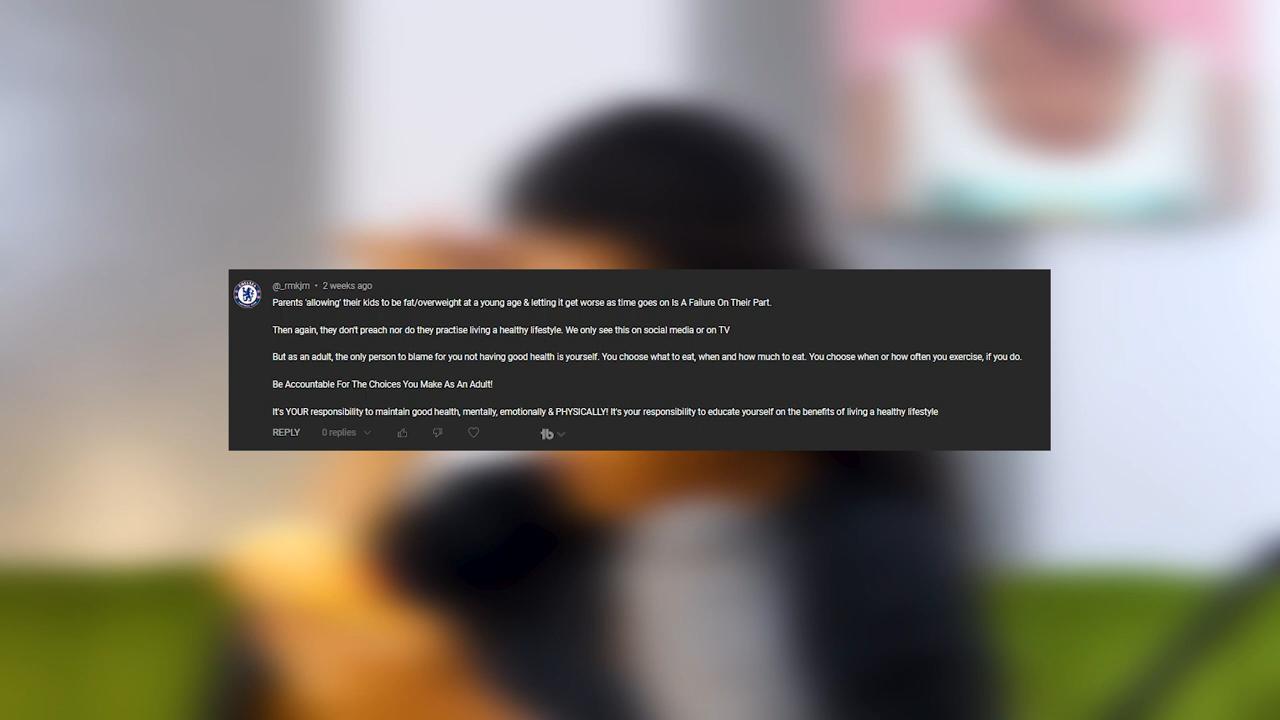 @_rmkjm • 2 weeks ago
Parents 'allowing' their kids to be fat/overweight at a young age & letting it get worse as time goes on Is A Failure On Their Part.
Then again, they don't preach nor do they practise living a healthy lifestyle. We only see this on social media or on TV
But as an adult, the only person to blame for you not having good health is yourself. You choose what to eat, when and how much to eat. You choose when or how often you exercise, if you do.
Be Accountable For The Choices You Make As An Adult!
It's YOUR responsibility to maintain good health, mentally, emotionally & PHYSICALLY! It's your responsibility to educate yourself on the benefits of living a healthy lifestyle
REPLY 0 replies